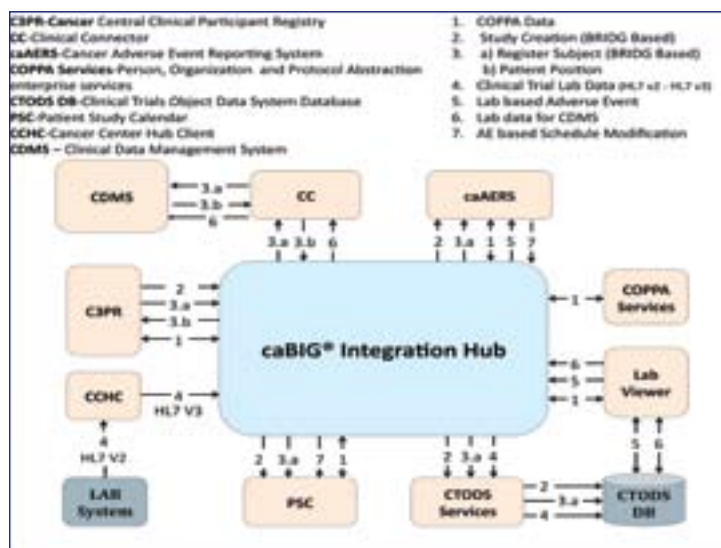 C3PR-Cancer Central Clinical Participant Registry
CC-Clinical Connector
caAERS-Cancer Adverse Event Reporting System
COPPA Services-Person, Organization and Protocol Abstraction
enterprise services
CTODS DB-Clinical Trials Object Data System Database
PSC-Patient Study Calendar
CCHC-Cancer Center Hub Client
CDMS – Clinical Data Management System
1. COPPA Data
2. Study Creation (BRIDG Based)
3. a) Register Subject (BRIDG Based)
b) Patient Position
4. Clinical Trial Lab Data (HL7 v2 - HL7 v3)
5. Lab based Adverse Event
6. Lab data for CDMS
7. AE based Schedule Modification
CDMS
3.a
3.b
6
CC
caAERS
3.a 3.b 6
2 3.a 1 5 7
C3PR
2
3.a
3.b
1
caBIG® Integration Hub
1
COPPA
Services
CCHC
4
HL7 V3
6
5
1
Lab
Viewer
4
HL7 V2
2 3.a 7 1
2 3.a 4
5 6
LAB
System
PSC
CTODS
Services
2
3.a
4
CTODS
DB